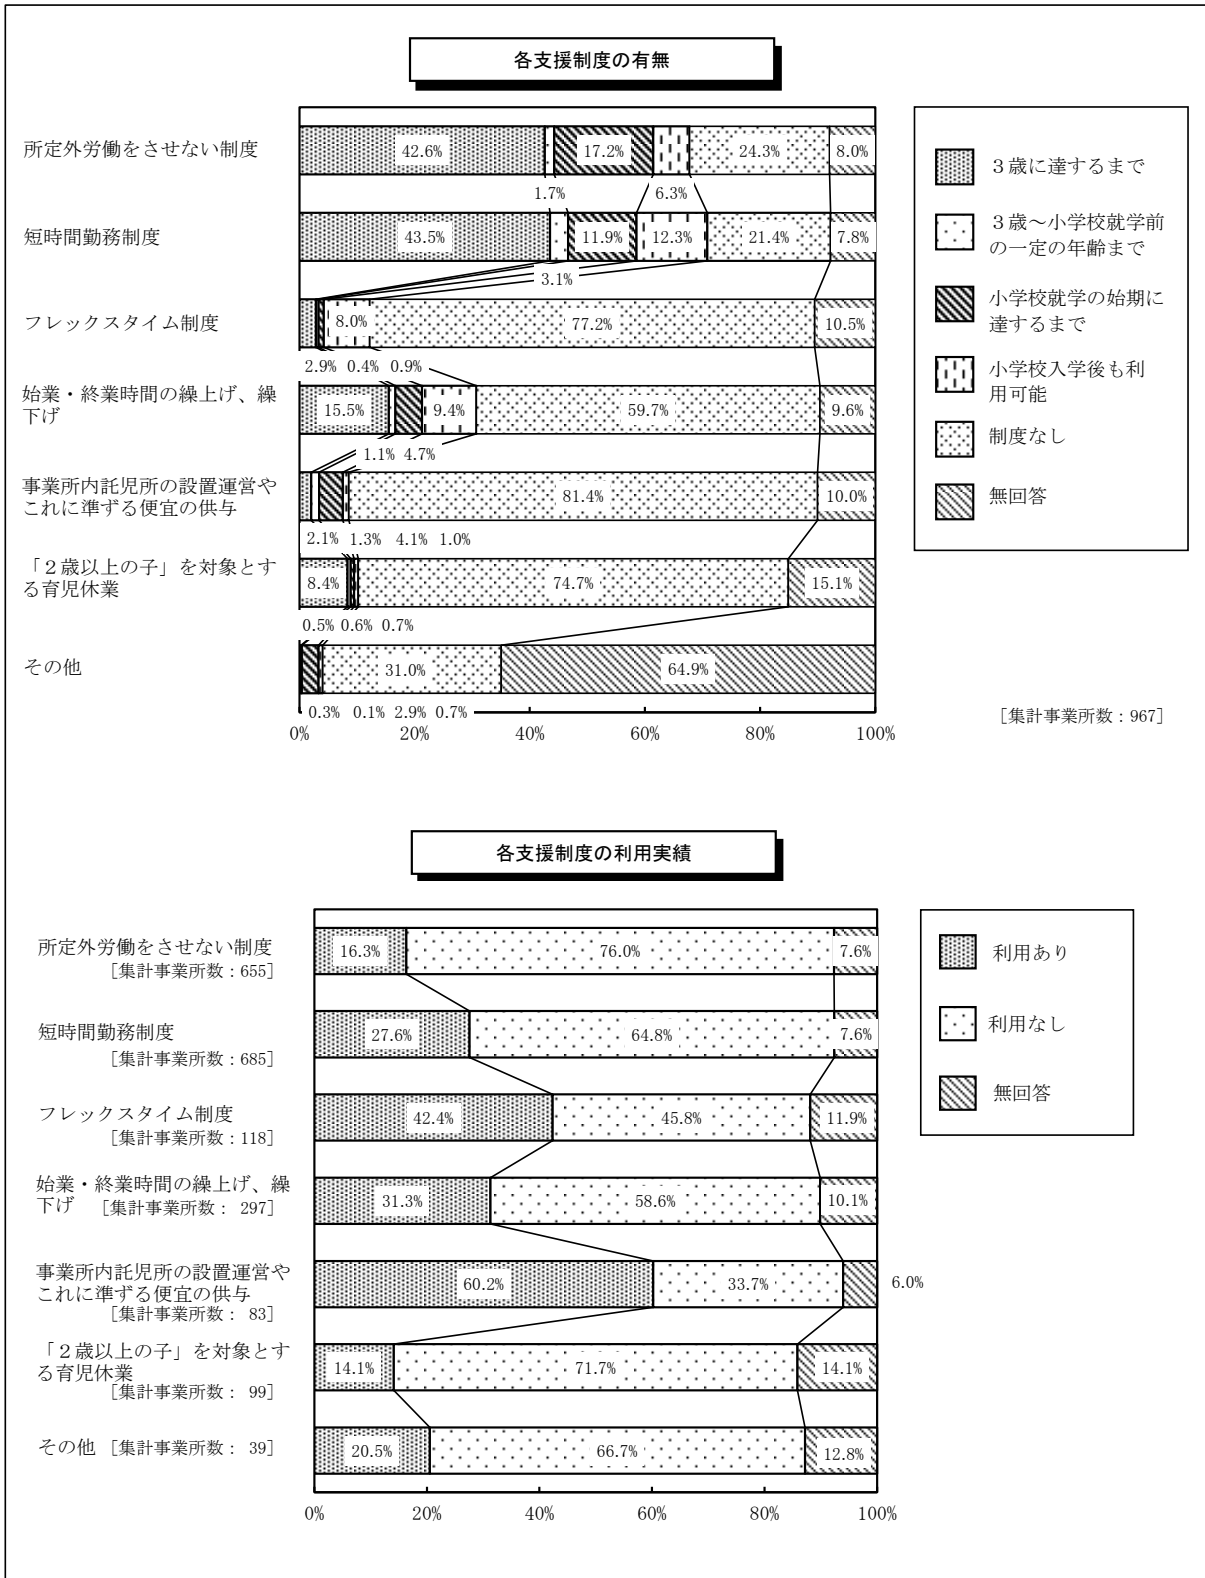 各支援制度の有無
所定外労働をさせない制度
42.6%
17.2%
24.3%
8.0%
1.7%
6.3%
短時間勤務制度
43.5%
11.9%
12.3%
21.4%
7.8%
3.1%
フレックスタイム制度
8.0%
77.2%
10.5%
2.9% 0.4% 0.9%
始業・終業時間の繰上げ、繰
下げ
15.5%
9.4%
59.7%
9.6%
1.1% 4.7%
事業所内託児所の設置運営や
これに準ずる便宜の供与
81.4%
10.0%
2.1% 1.3% 4.1% 1.0%
「２歳以上の子」を対象とす
る育児休業
8.4%
74.7%
15.1%
0.5% 0.6% 0.7%
その他
31.0%
64.9%
0.3% 0.1% 2.9% 0.7%
0% 20% 40% 60% 80% 100%
３歳に達するまで
３歳～小学校就学前
の一定の年齢まで
小学校就学の始期に
達するまで
小学校入学後も利
用可能
制度なし
無回答
［集計事業所数：967］
各支援制度の利用実績
所定外労働をさせない制度
［集計事業所数：655］
16.3%
76.0%
7.6%
短時間勤務制度
［集計事業所数：685］
27.6%
64.8%
7.6%
フレックスタイム制度
［集計事業所数：118］
42.4%
45.8%
11.9%
始業・終業時間の繰上げ、繰
下げ ［集計事業所数： 297］
31.3%
58.6%
10.1%
事業所内託児所の設置運営や
これに準ずる便宜の供与
［集計事業所数： 83］
60.2%
33.7%
6.0%
「２歳以上の子」を対象とす
る育児休業
［集計事業所数： 99］
14.1%
71.7%
14.1%
その他 ［集計事業所数： 39］
20.5%
66.7%
12.8%
0% 20% 40% 60% 80% 100%
利用あり
利用なし
無回答